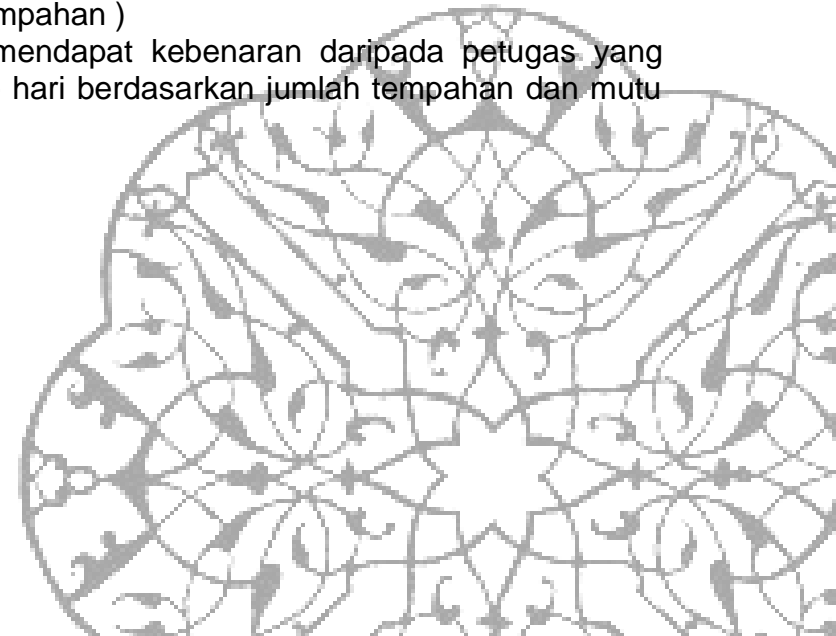 mpahan )
mendapat kebenaran daripada petugas yang
hari berdasarkan jumlah tempahan dan mutu